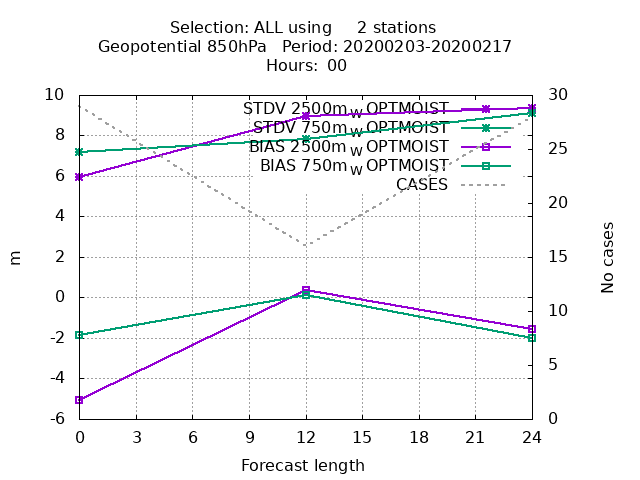 Selection: ALL using     2 stations
Geopotential 850hPa   Period: 20200203-20200217
Hours:  00
10
8
6
4
2
0
-2
-4
-6
m
STDV 2500m_W OPTMOIST
STDV 750m_W OPTMOIST
BIAS 2500m_W OPTMOIST
BIAS 750m_W OPTMOIST
CASES
30
25
20
15
10
5
0
No cases
0 3 6 9 12 15 18 21 24
Forecast length